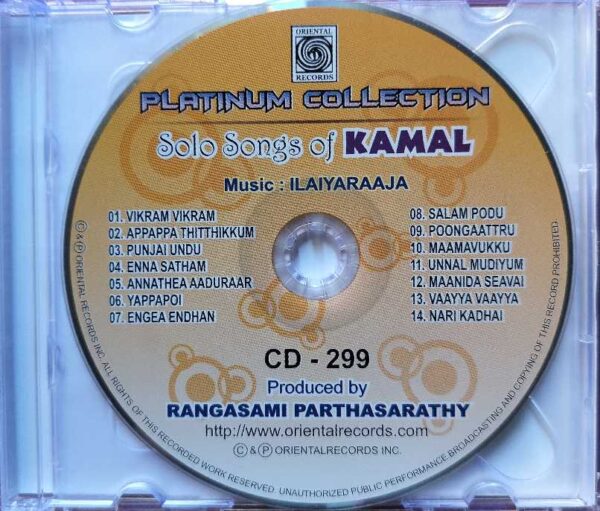 ORIENTAL
RECORDS
PLATINUM COLLECTION
Solo Songs of KAMAL
Music : ILAIYARAAJA
01. VIKRAM VIKRAM
02. APPAPPA THITTHIKKUM
03. PUNJAI UNDU
04. ENNA SATHAM
05. ANNATHEA AADURAAR
06. YAPPAPOI
07. ENGEA ENDHAN
08. SALAM PODU
09. POONGAATTRU
10. MAAMAVUKKU
11. UNNAL MUDIYUM
12. MAANIDA SEAVAI
13. VAAYYA VAAYYA
14. NARI KADHAI
CD - 299
Produced by
RANGASAMI PARTHASARATHY
http://www.orientalrecords.com
© & ℗ ORIENTALRECORDS INC.
© & ℗ ORIENTAL RECORDS INC. ALL RIGHTS OF THIS RECORDED WORK RESERVED. UNAUTHORIZED PUBLIC PERFORMANCE,BROADCASTING AND COPYING OF THIS RECORD PROHIBITED.